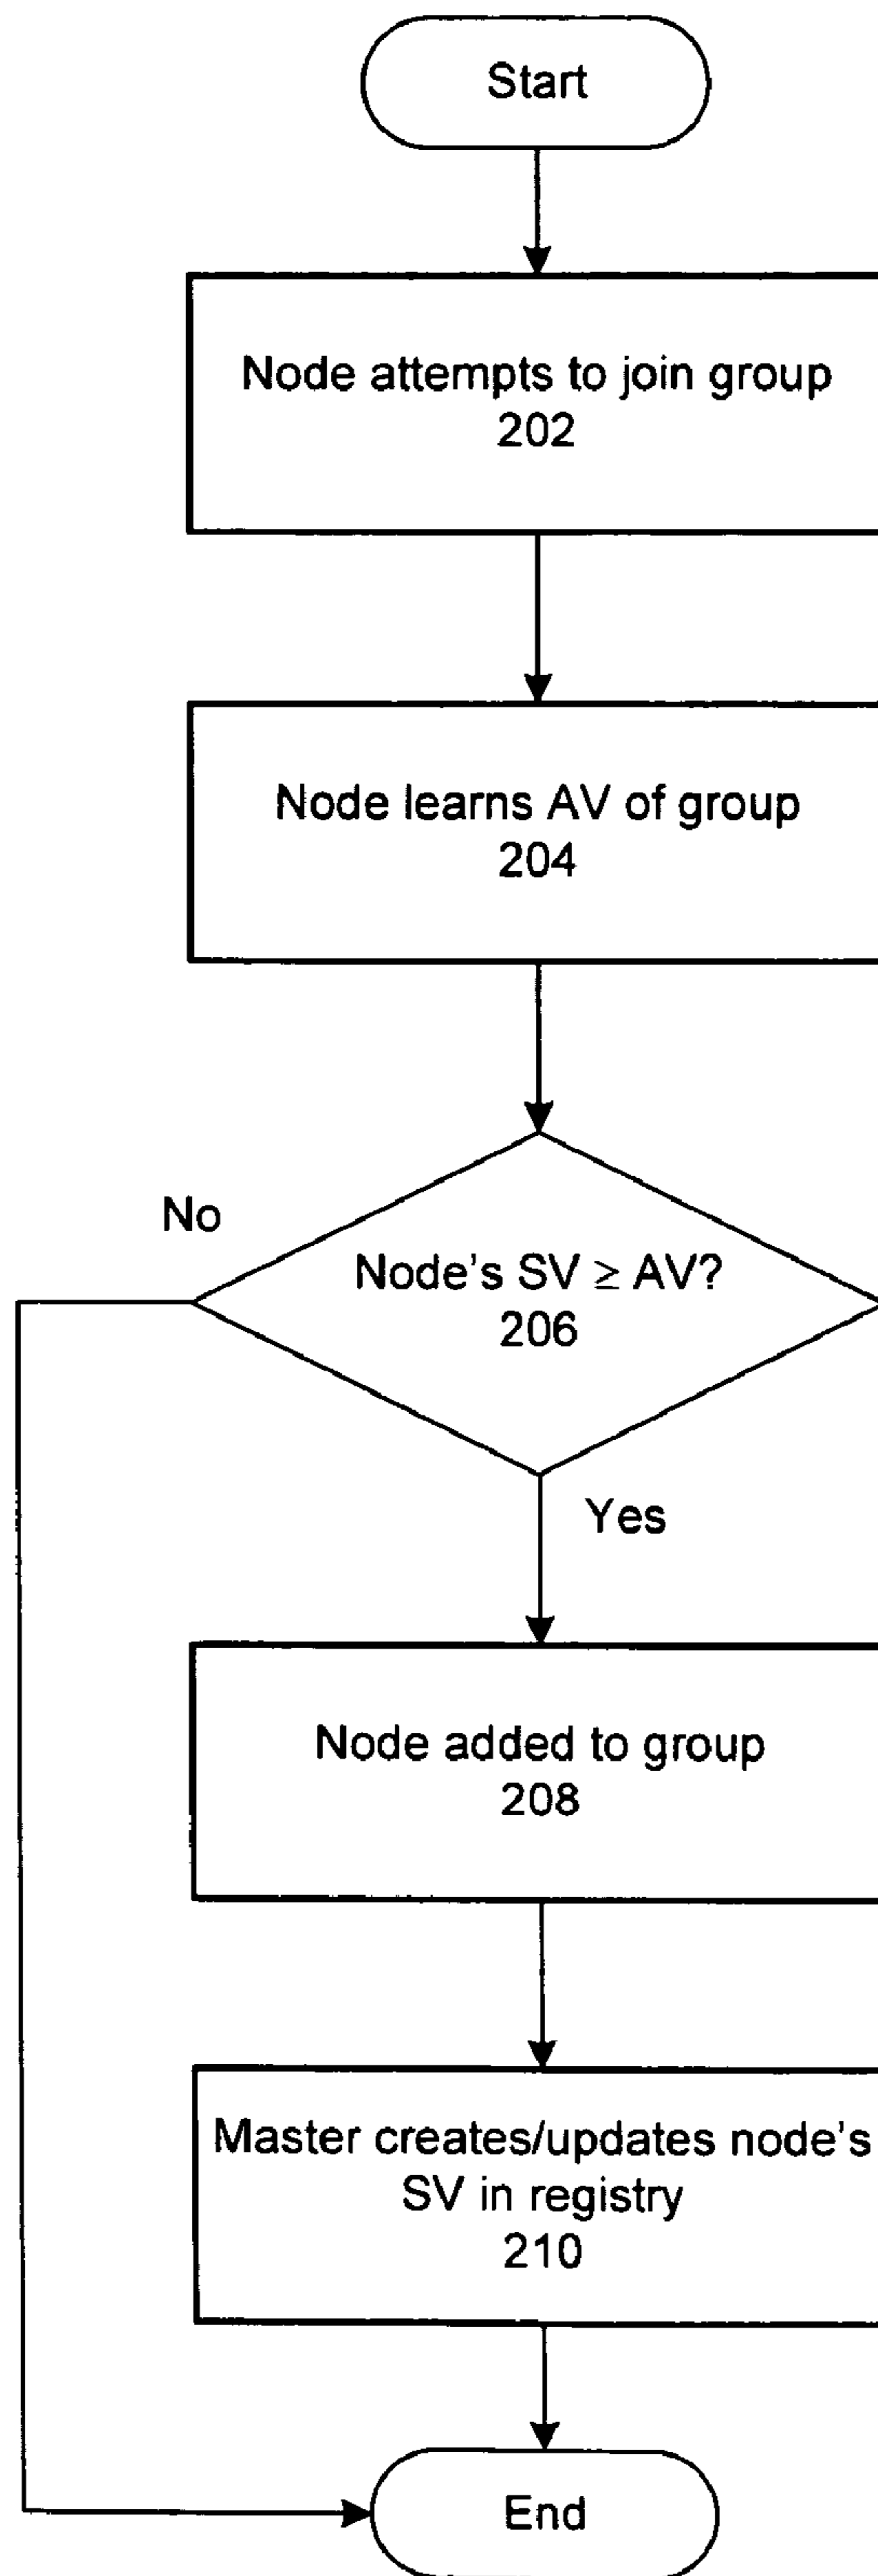 Start
Node attempts to join group
202
Node learns AV of group
204
No
Node's SV ≥ AV?
206
Yes
Node added to group
208
Master creates/updates node's
SV in registry
210
End